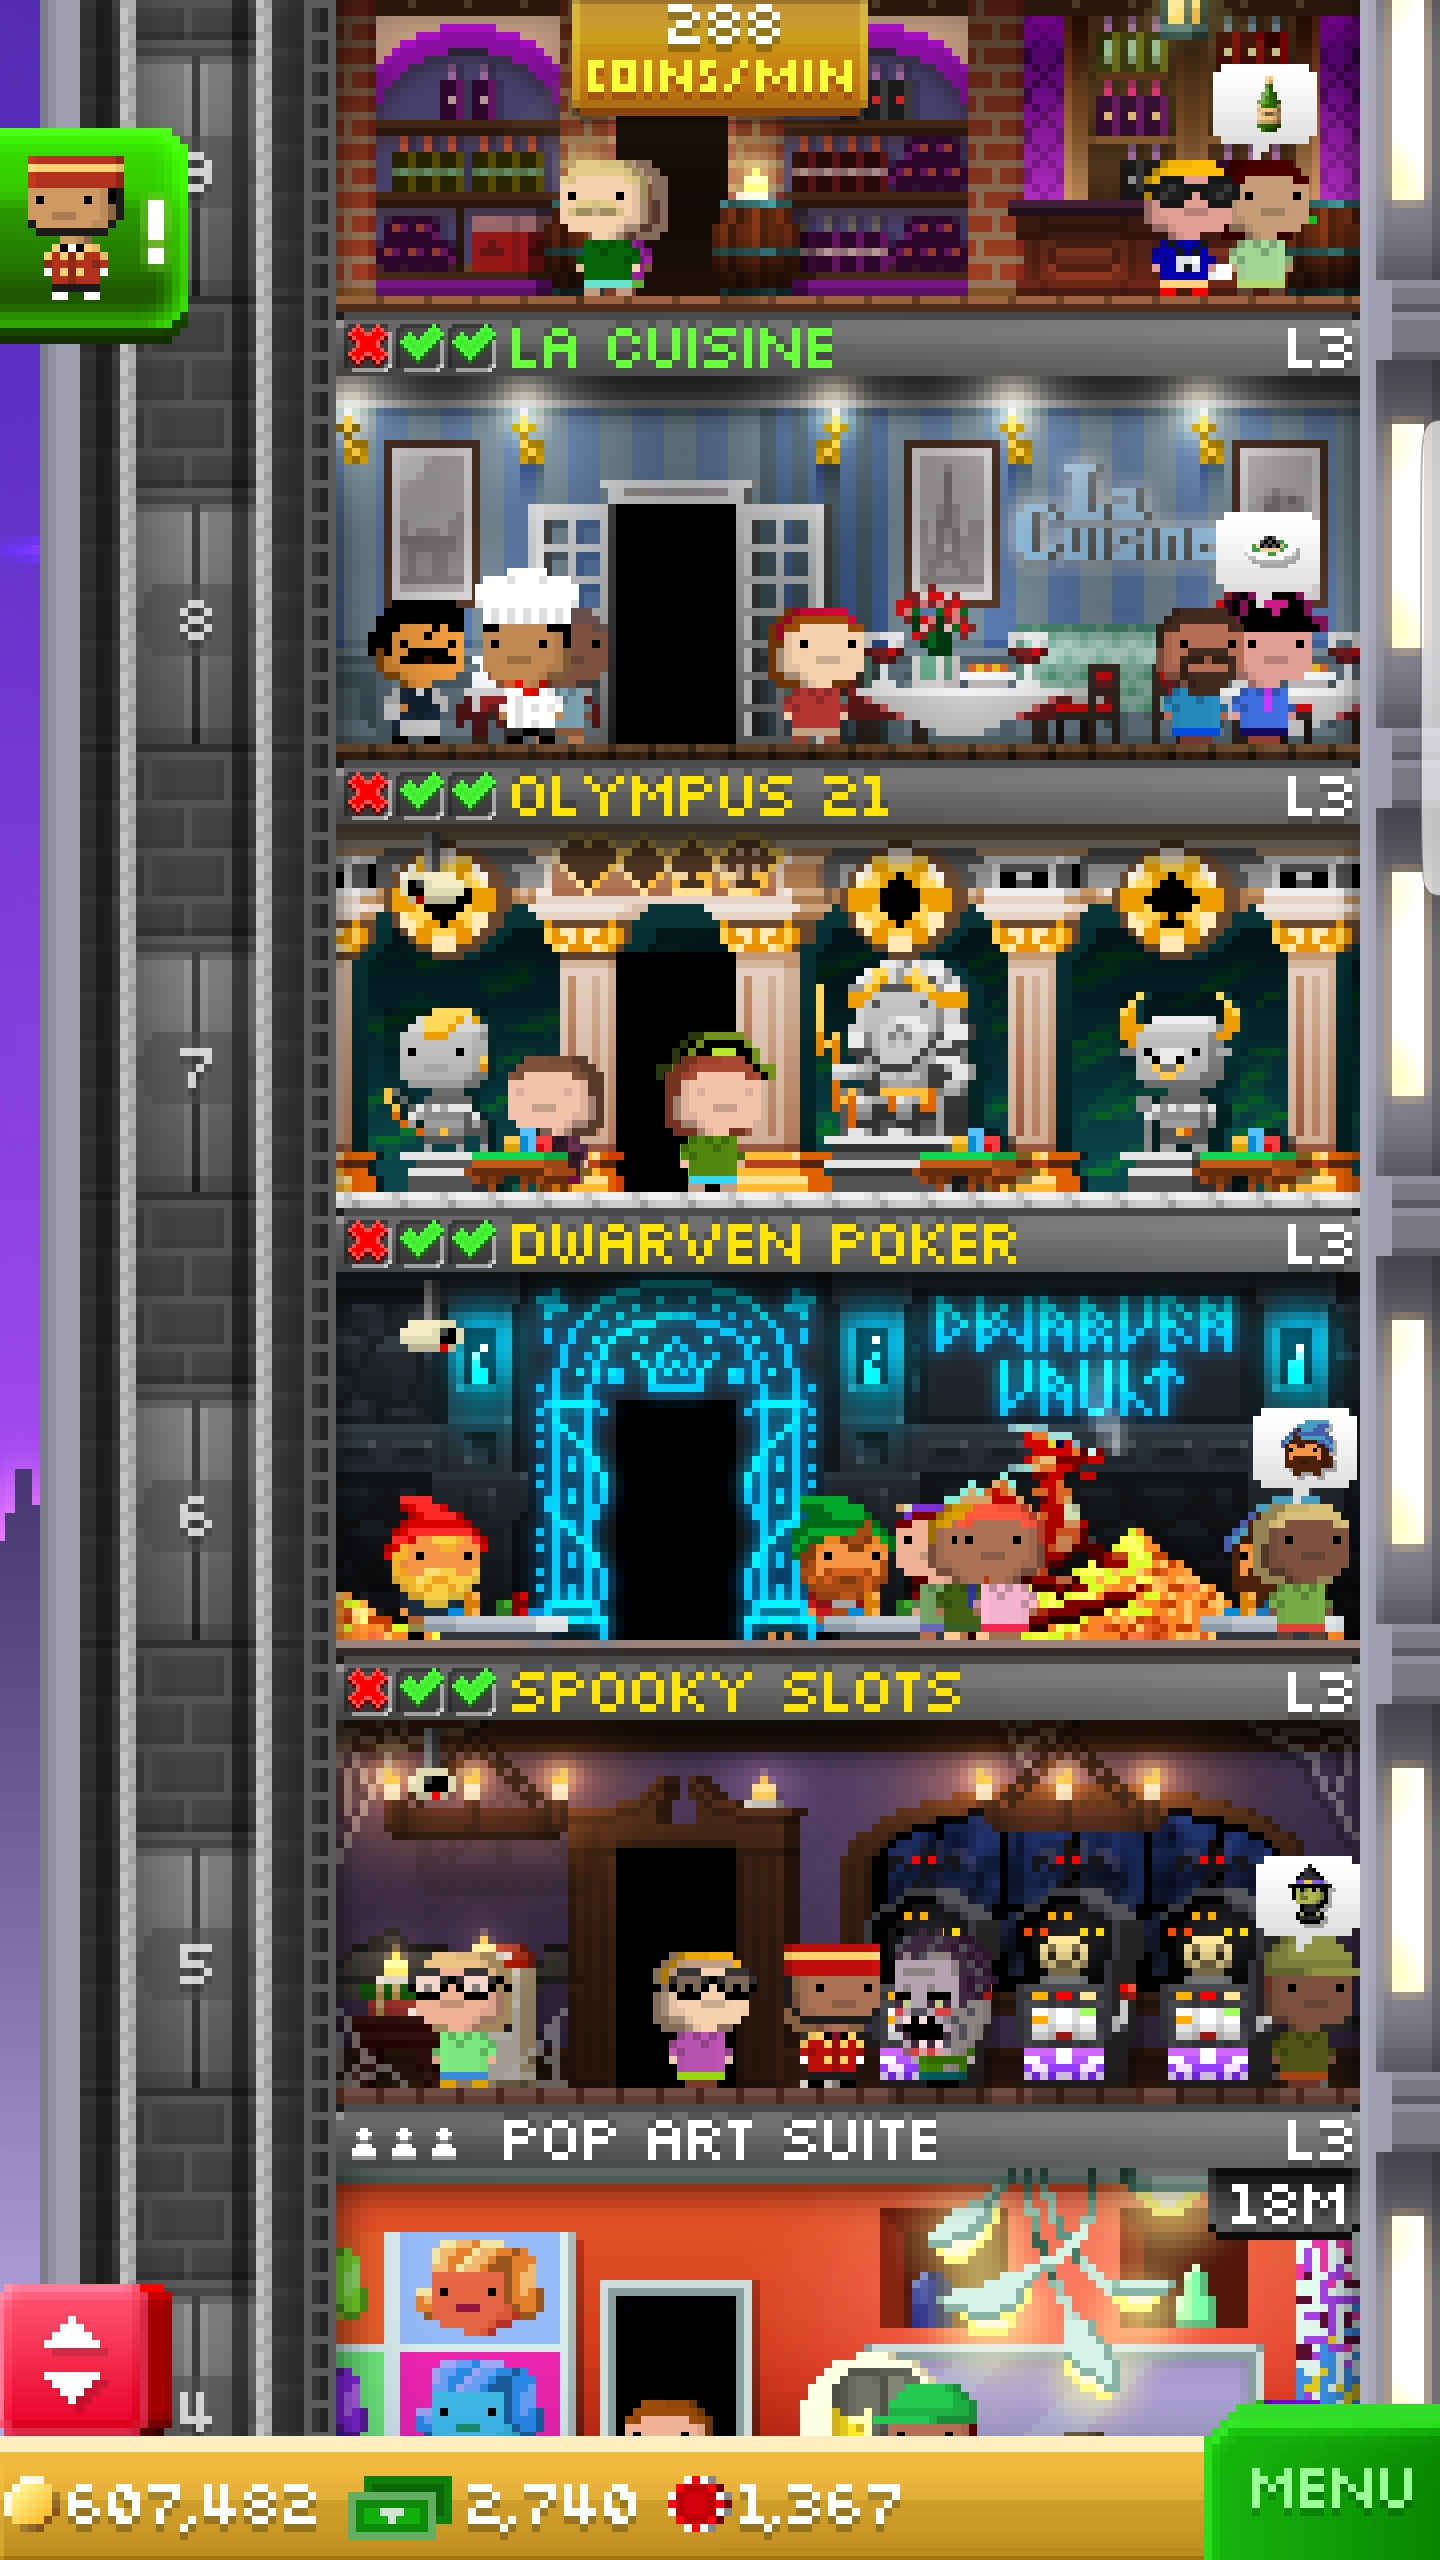 288
COINS/MIN
9
!
LA CUISINE L3
La
Cuisine
8
OLYMPUS 21 L3
7
DWARVEN POKER L3
DWARVEN
VAULT
6
SPOOKY SLOTS L3
5
POP ART SUITE L3
18M
4
607,482 2,740 1,367
MENU